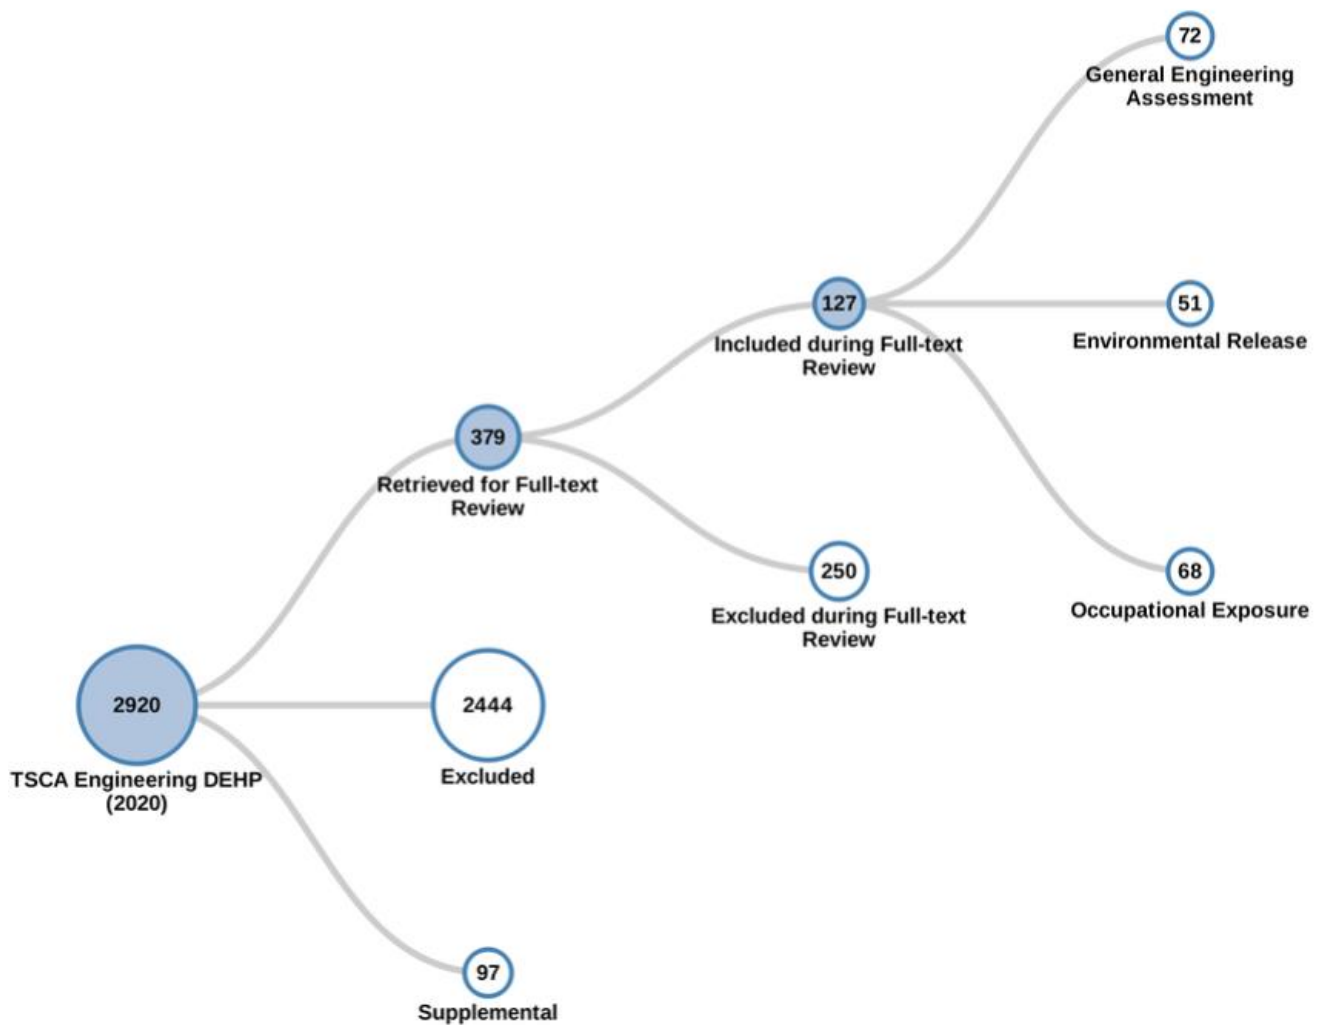 72
General Engineering
Assessment
127
Included during Full-text
Review
51
Environmental Release
379
Retrieved for Full-text
Review
250
Excluded during Full-text
Review
68
Occupational Exposure
2920
TSCA Engineering DEHP
(2020)
2444
Excluded
97
Supplemental